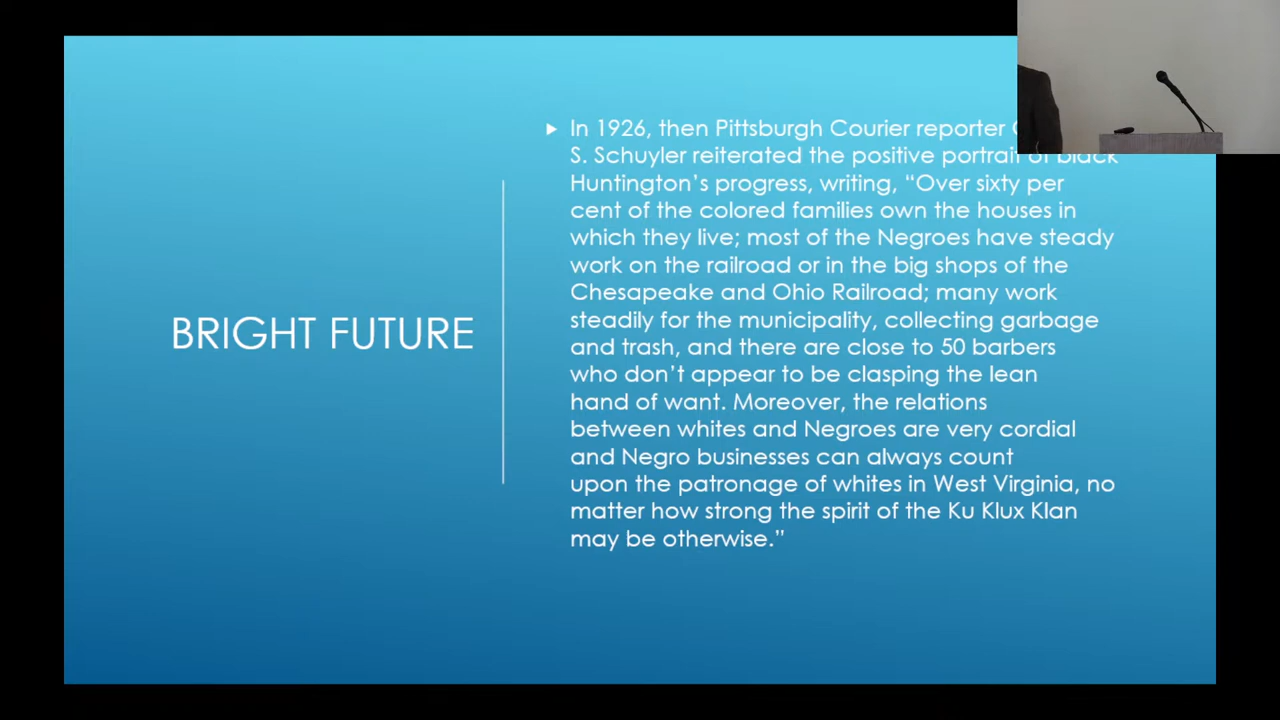 BRIGHT FUTURE
In 1926, then Pittsburgh Courier reporter
S. Schuyler reiterated the positive portrait of black
Huntington’s progress, writing, “Over sixty per
cent of the colored families own the houses in
which they live; most of the Negroes have steady
work on the railroad or in the big shops of the
Chesapeake and Ohio Railroad; many work
steadily for the municipality, collecting garbage
and trash, and there are close to 50 barbers
who don’t appear to be clasping the lean
hand of want. Moreover, the relations
between whites and Negroes are very cordial
and Negro businesses can always count
upon the patronage of whites in West Virginia, no
matter how strong the spirit of the Ku Klux Klan
may be otherwise.”